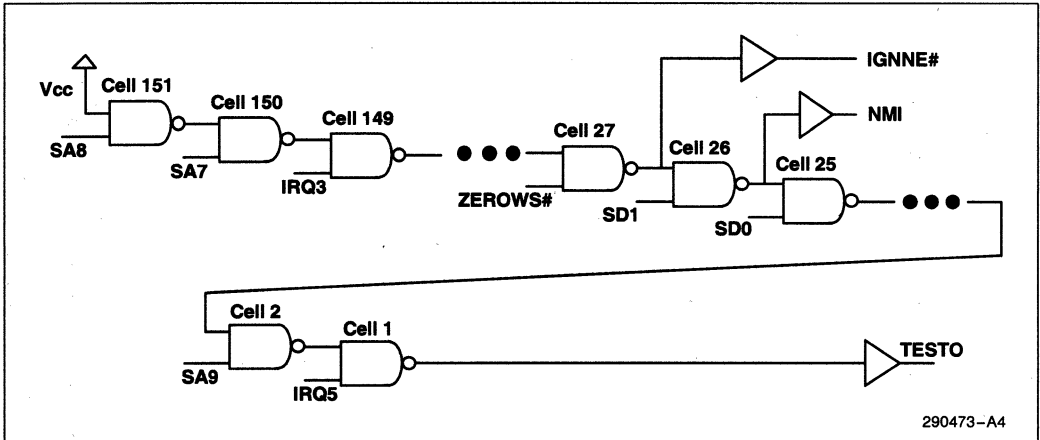 Vcc
Cell 151
Cell 150
Cell 149
Cell 27
Cell 26
Cell 25
IGNNE#
NMI
SA8
SA7
IRQ3
ZEROWS#
SD1
SD0
Cell 2
Cell 1
SA9
IRQ5
TESTO
290473–A4